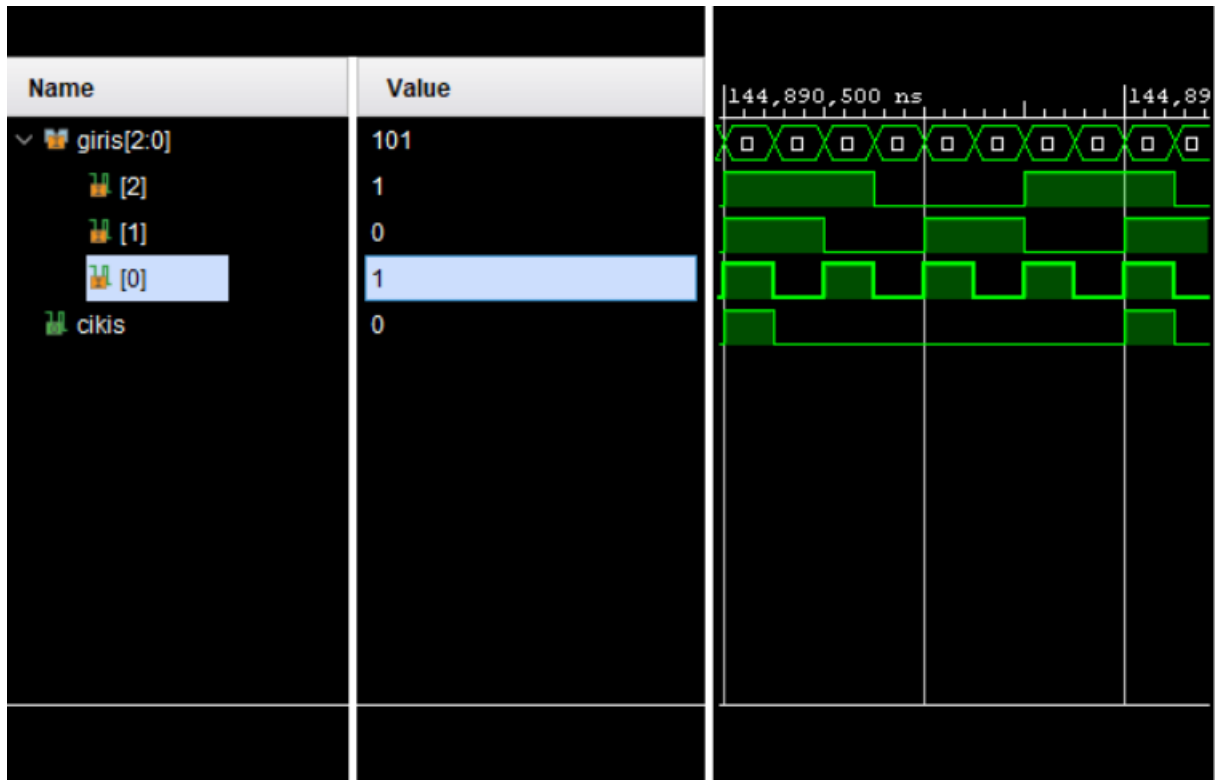 Name Value
144,890,500 ns 144,89
giris[2:0] 101
[2] 1
[1] 0
[0] 1
cikis 0